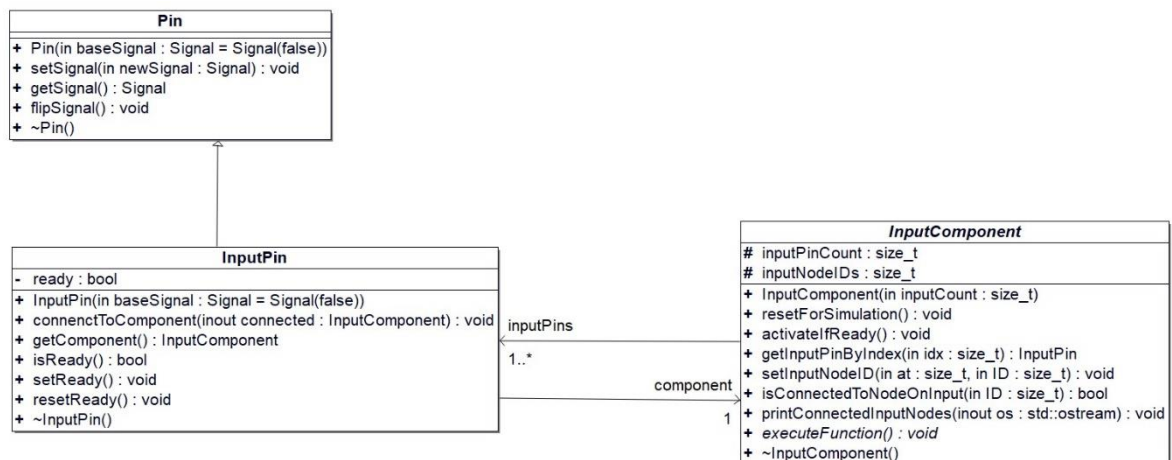 Pin
+ Pin(in baseSignal : Signal = Signal(false))
+ setSignal(in newSignal : Signal) : void
+ getSignal() : Signal
+ flipSignal() : void
+ ~Pin()
InputPin
- ready : bool
+ InputPin(in baseSignal : Signal = Signal(false))
+ connenctToComponent(inout connected : InputComponent) : void
+ getComponent() : InputComponent
+ isReady() : bool
+ setReady() : void
+ resetReady() : void
+ ~InputPin()
inputPins
1..*
component
1
InputComponent
# inputPinCount : size_t
# inputNodeIDs : size_t
+ InputComponent(in inputCount : size_t)
+ resetForSimulation() : void
+ activateIfReady() : void
+ getInputPinByIndex(in idx : size_t) : InputPin
+ setInputNodeID(in at : size_t, in ID : size_t) : void
+ isConnectedToNodeOnInput(in ID : size_t) : bool
+ printConnectedInputNodes(inout os : std::ostream) : void
+ executeFunction() : void
+ ~InputComponent()